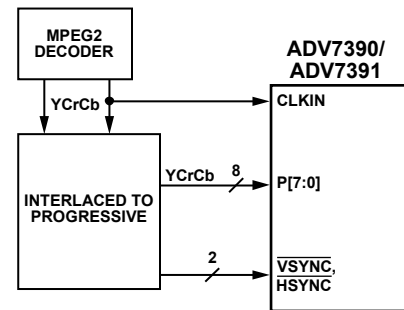 MPEG2
DECODER
ADV7390/
ADV7391
YCrCb
CLKIN
INTERLACED TO
PROGRESSIVE
YCrCb
8
P[7:0]
2
VSYNC,
HSYNC